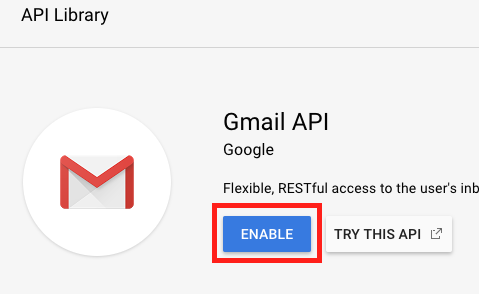 API Library
Gmail API
Google
Flexible, RESTful access to the user's inb
ENABLE
TRY THIS API